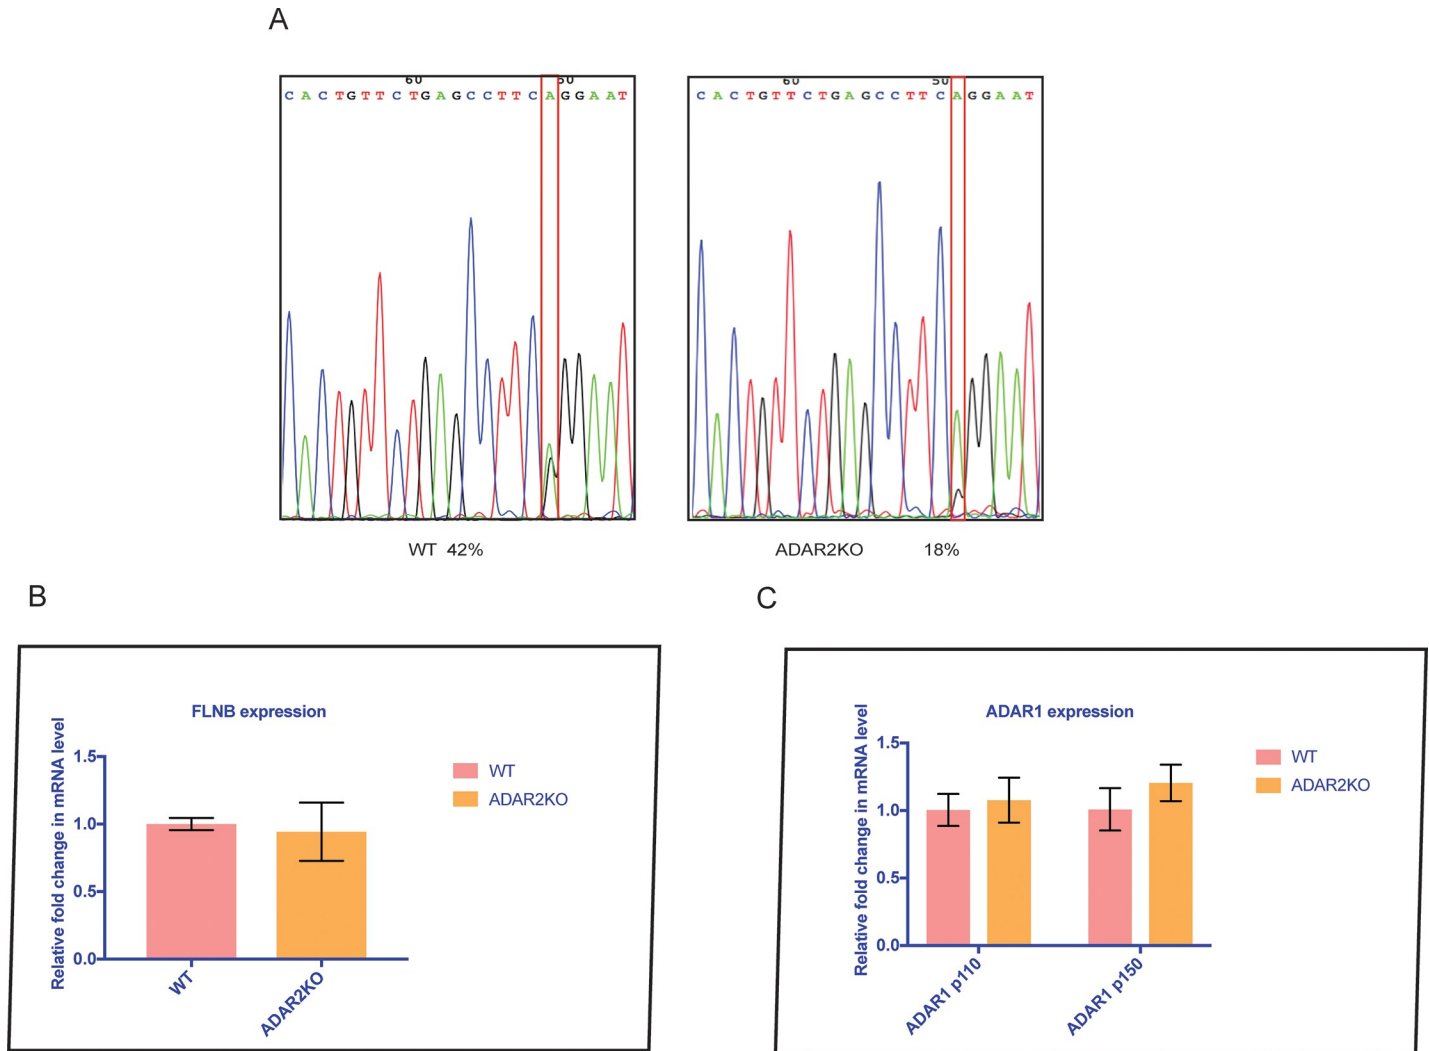 A
60 50
CACTGTTCTGAGCCTTCAGGAAT
60 50
CACTGTTCTGAGCCTTCAGGAAT
WT 42%
ADAR2KO 18%
B
FLNB expression
Relative fold change in mRNA level
1.5
1.0
0.5
0.0
WT
ADAR2KO
WT
ADAR2KO
C
ADAR1 expression
Relative fold change in mRNA level
1.5
1.0
0.5
0.0
ADAR1 p110
ADAR1 p150
WT
ADAR2KO